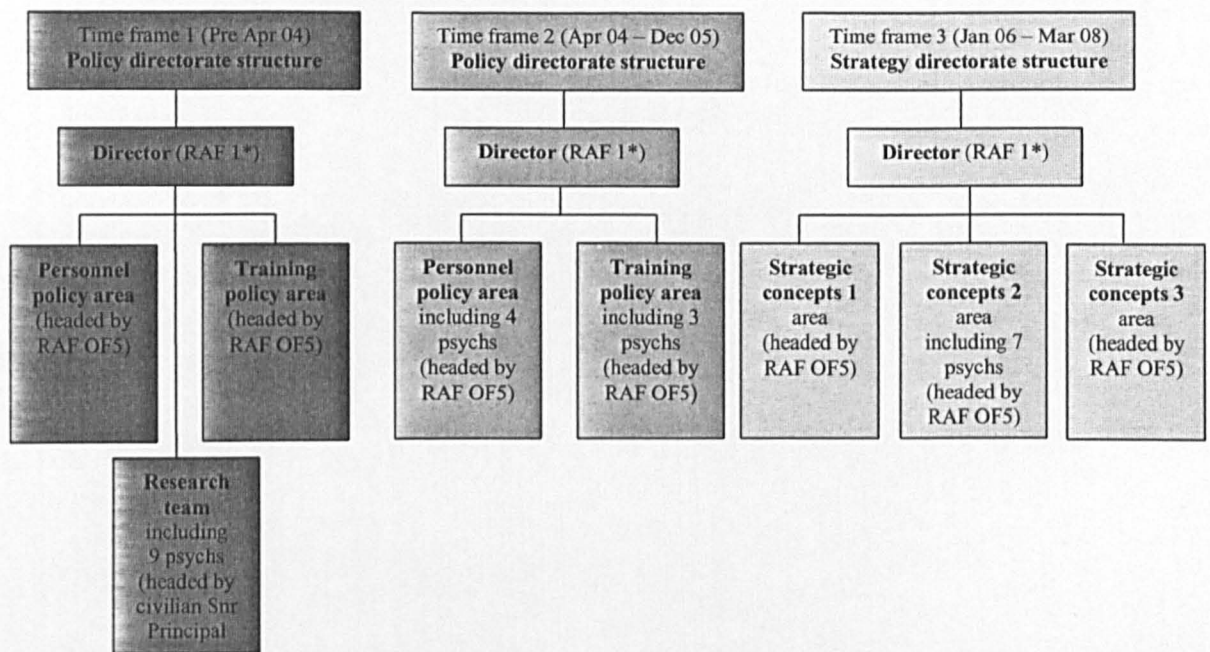 Time frame 1 (Pre Apr 04)
Policy directorate structure
Director (RAF 1*)
Personnel
policy area
(headed by
RAF OF5)
Training
policy area
(headed by
RAF OF5)
Research
team
including
9 psychs
(headed by
civilian Snr
Principal
Time frame 2 (Apr 04 – Dec 05)
Policy directorate structure
Director (RAF 1*)
Personnel
policy area
including 4
psychs
(headed by
RAF OF5)
Training
policy area
including 3
psychs
(headed by
RAF OF5)
Time frame 3 (Jan 06 – Mar 08)
Strategy directorate structure
Director (RAF 1*)
Strategic
concepts 1
area
(headed by
RAF OF5)
Strategic
concepts 2
area
including 7
psychs
(headed by
RAF OF5)
Strategic
concepts 3
area
(headed by
RAF OF5)